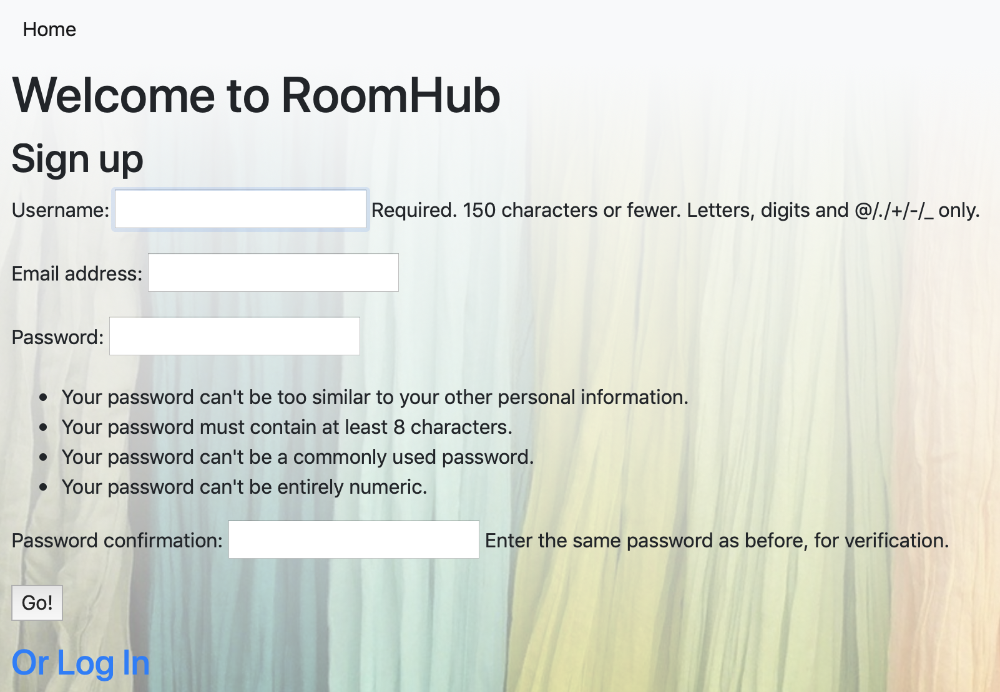 Home
Welcome to RoomHub
Sign up
Username: Required. 150 characters or fewer. Letters, digits and @/./+/-/_ only.
Email address:
Password:
• Your password can't be too similar to your other personal information.
• Your password must contain at least 8 characters.
• Your password can't be a commonly used password.
• Your password can't be entirely numeric.
Password confirmation: Enter the same password as before, for verification.
Go!
Or Log In